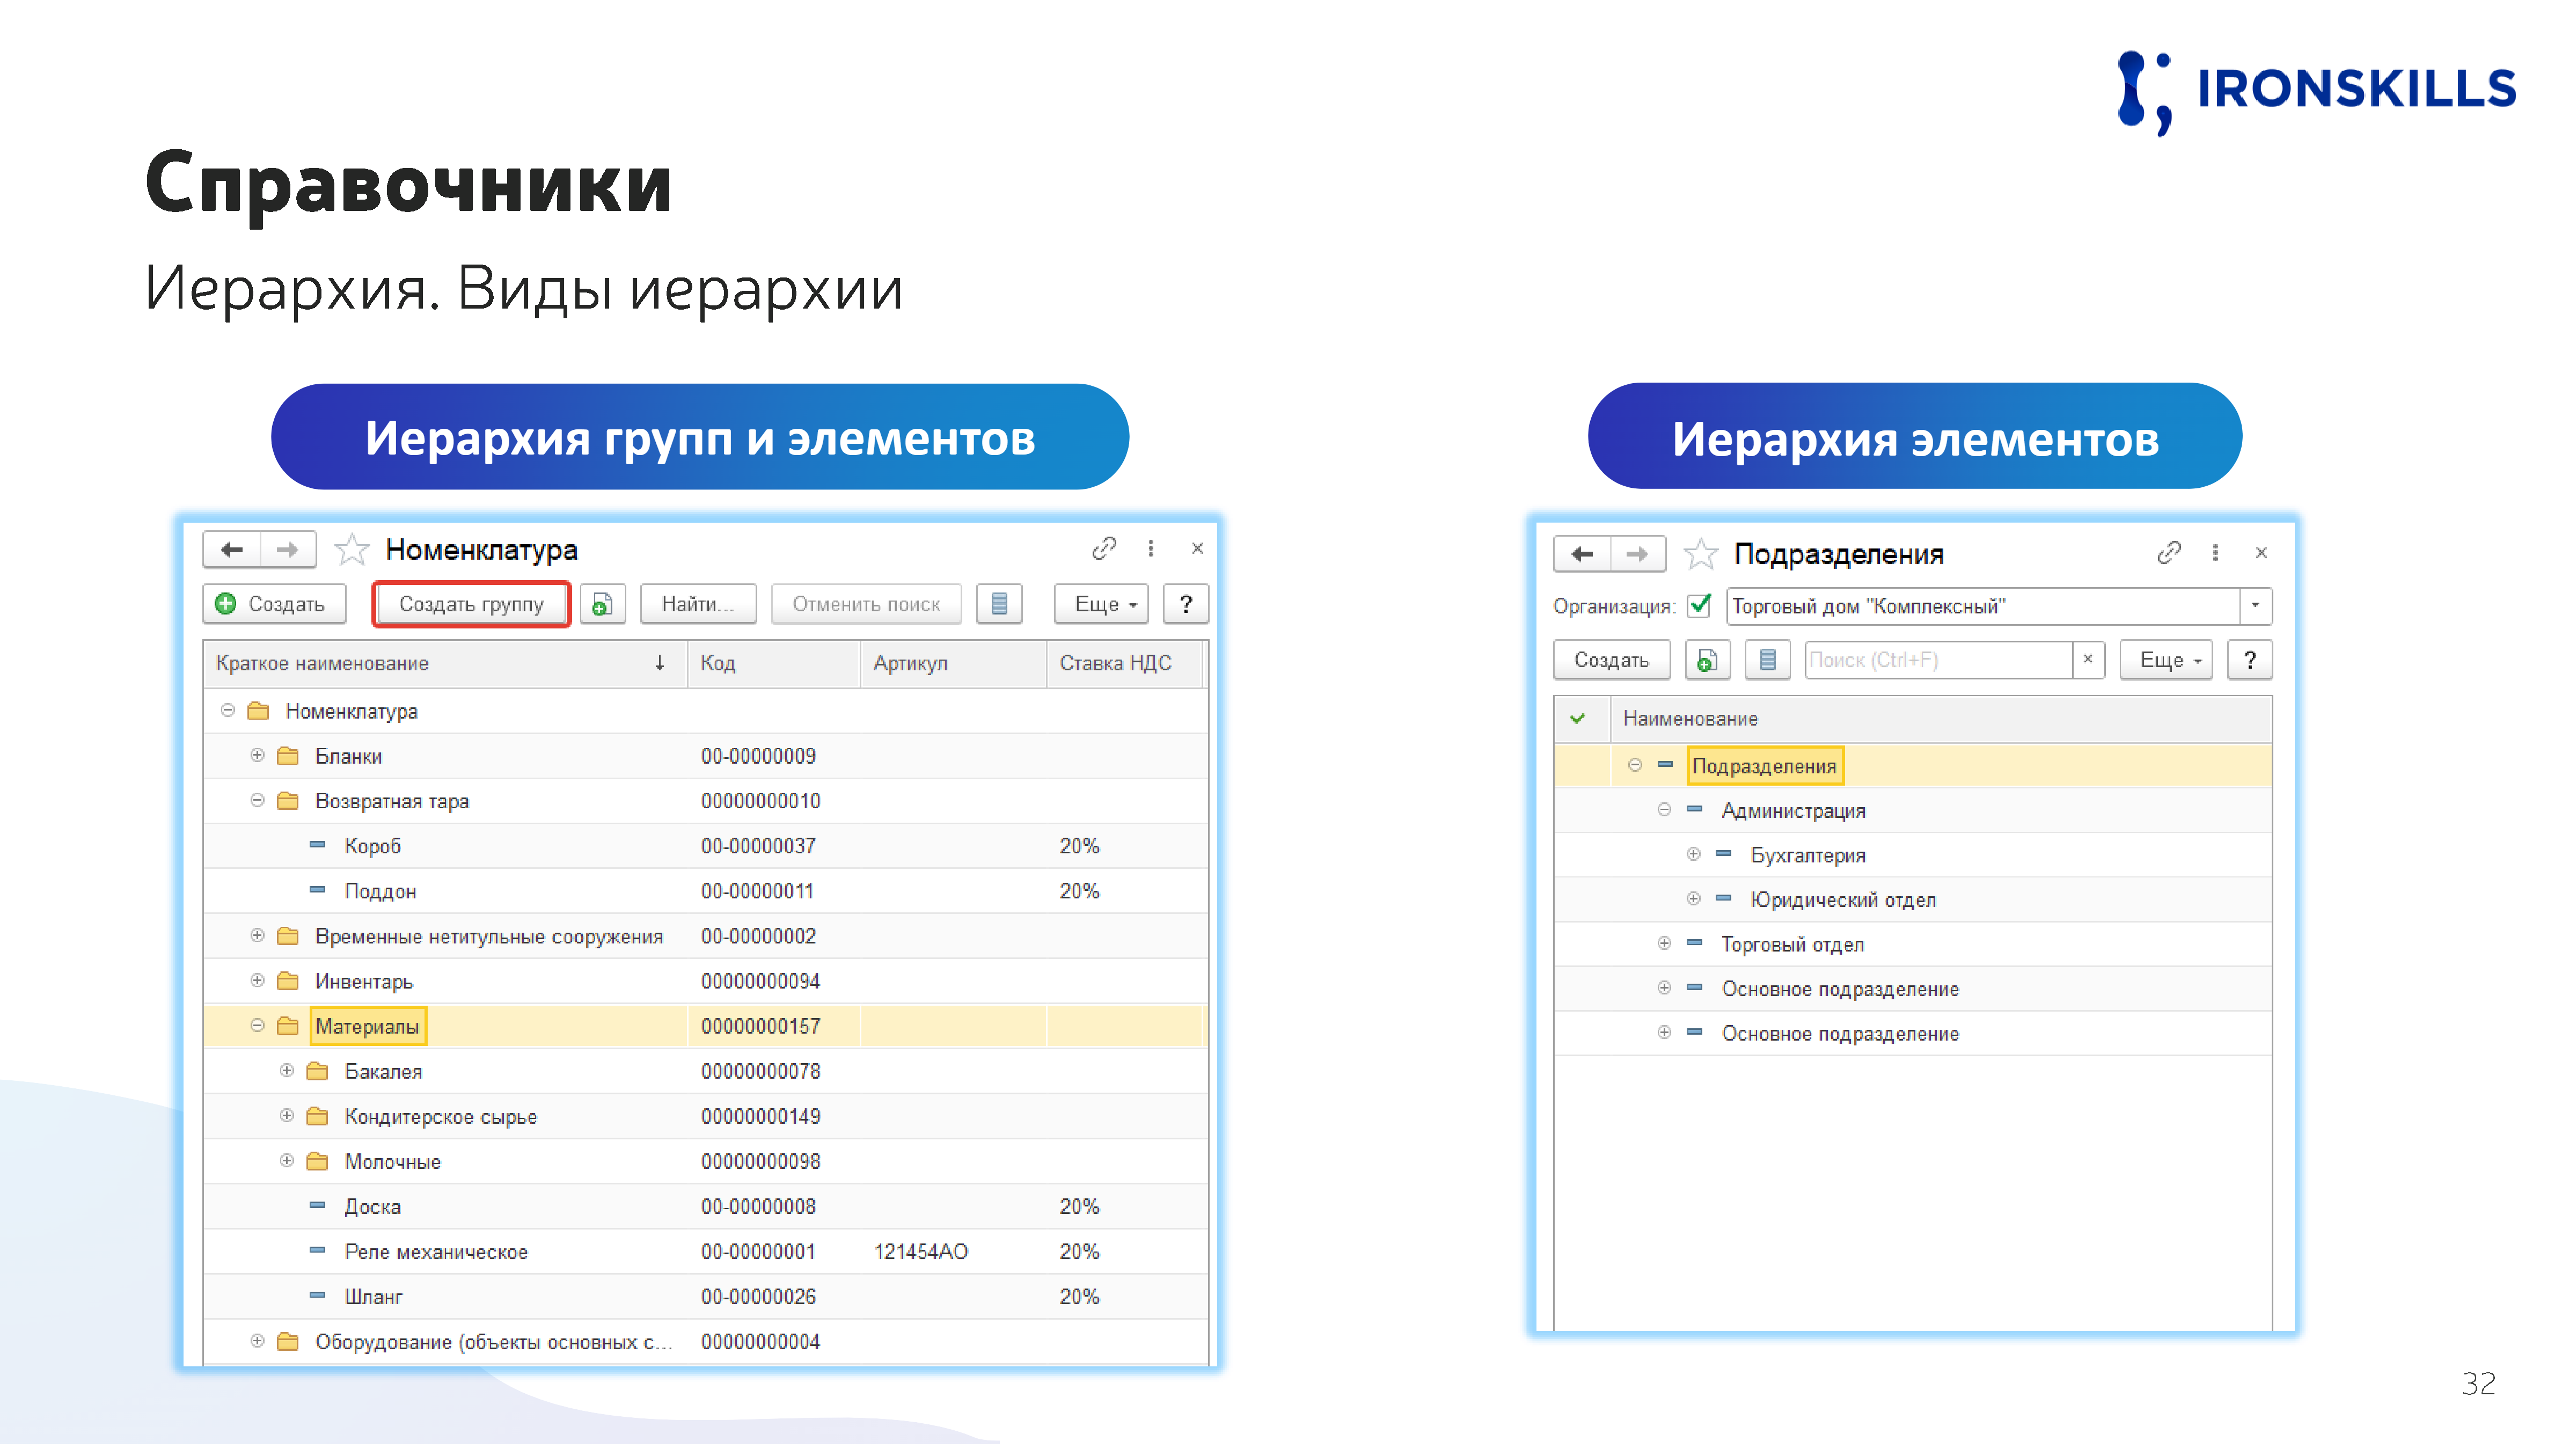 IRONSKILLS
Справочники
Иерархия. Виды иерархии
Иерархия групп и элементов
Номенклатура
Создать Создать группу Найти... Отменить поиск Еще ?
Краткое наименование ↓ Код Артикул Ставка НДС
Номенклатура
Бланки 00-00000009
Возвратная тара 00000000010
Короб 00-00000037 20%
Поддон 00-00000011 20%
Временные нетитульные сооружения 00-00000002
Инвентарь 00000000094
Материалы 00000000157
Бакалея 00000000078
Кондитерское сырье 00000000149
Молочные 00000000098
Доска 00-00000008 20%
Реле механическое 00-00000001 121454АО 20%
Шланг 00-00000026 20%
Оборудование (объекты основных с... 00000000004
Иерархия элементов
Подразделения
Организация: Торговый дом "Комплексный"
Создать Поиск (Ctrl+F) × Еще ?
Наименование
Подразделения
Администрация
Бухгалтерия
Юридический отдел
Торговый отдел
Основное подразделение
Основное подразделение
32